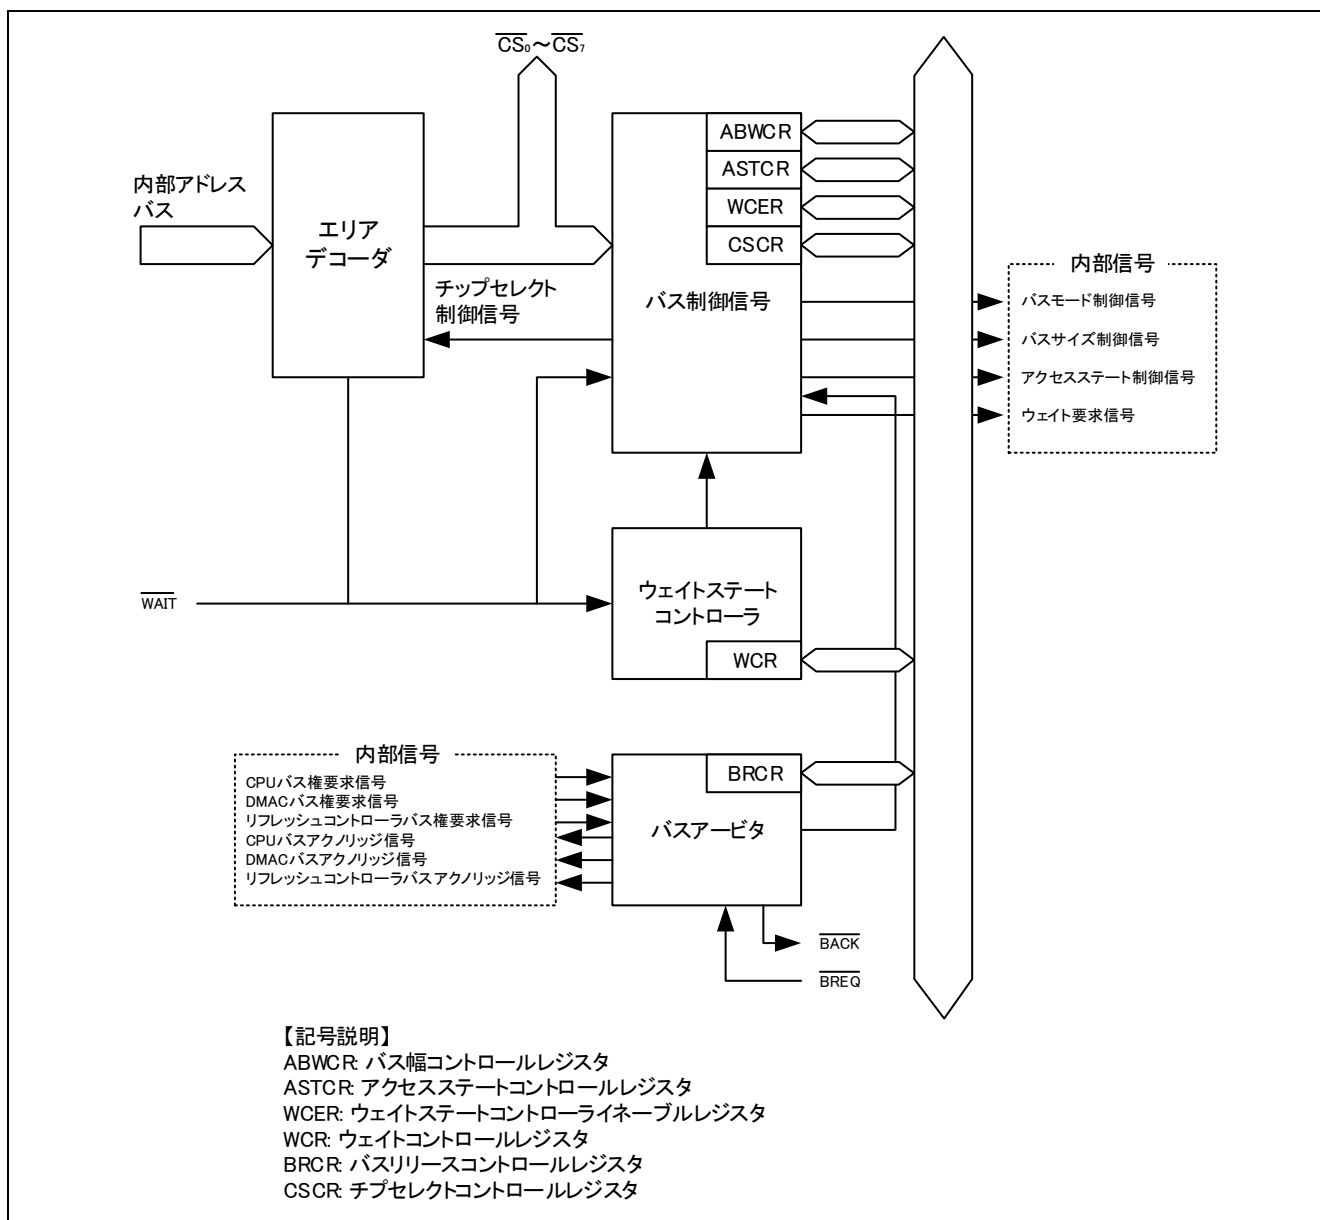 CS0～CS7
内部アドレス
バス
エリア
デコーダ
チップセレクト
制御信号
ABWCR
ASTCR
WCER
CSCR
バス制御信号
内部信号
バスモード制御信号
バスサイズ制御信号
アクセスステート制御信号
ウェイト要求信号
WAIT
ウェイトステート
コントローラ
WCR
内部信号
CPUバス権要求信号
DMACバス権要求信号
リフレッシュコントローラバス権要求信号
CPUバスアクノリッジ信号
DMACバスアクノリッジ信号
リフレッシュコントローラバスアクノリッジ信号
BRCR
バスアービタ
BACK
BREQ
【記号説明】
ABWCR: バス幅コントロールレジスタ
ASTCR: アクセスステートコントロールレジスタ
WCER: ウェイトステートコントローライネーブルレジスタ
WCR: ウェイトコントロールレジスタ
BRCR: バスリリースコントロールレジスタ
CSCR: チプセレクトコントロールレジスタ